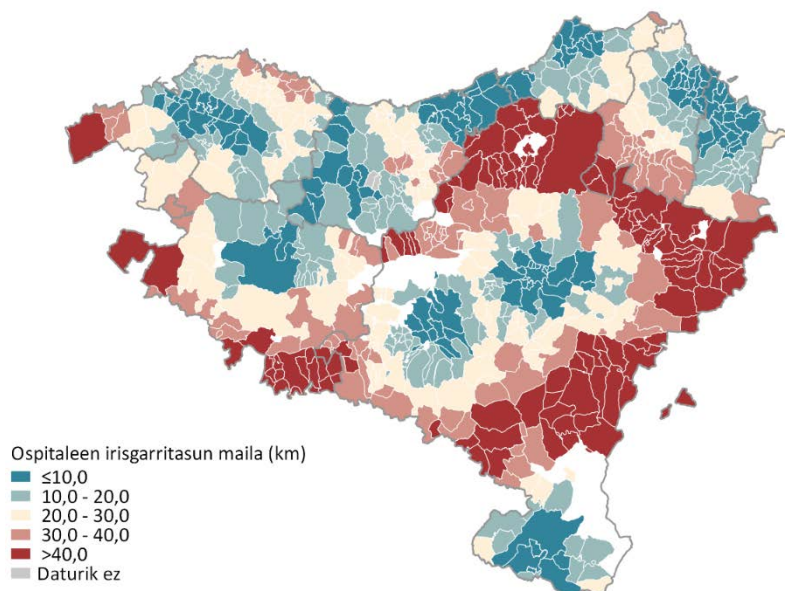 Ospitaleen irisgarritasun maila (km)
≤10,0
10,0 - 20,0
20,0 - 30,0
30,0 - 40,0
>40,0
Daturik ez